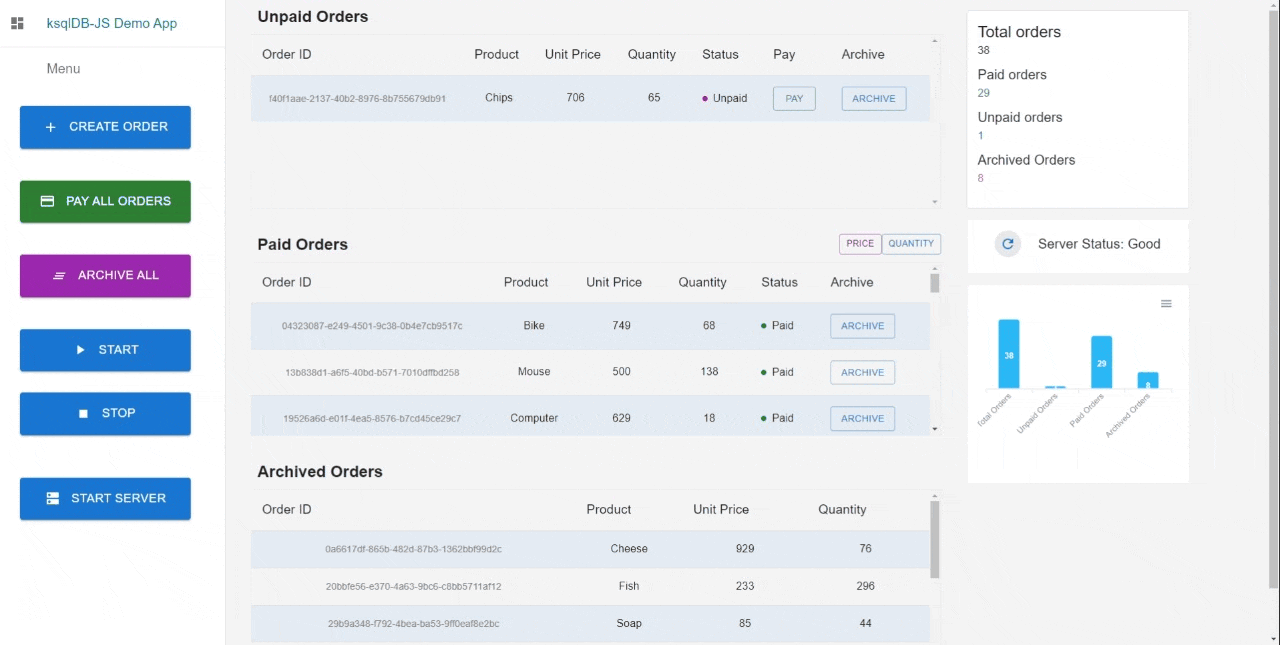 ksqlDB-JS Demo App
Menu
CREATE ORDER
PAY ALL ORDERS
ARCHIVE ALL
START
STOP
START SERVER
Unpaid Orders
Order ID Product Unit Price Quantity Status Pay Archive
f40f1aae-2137-40b2-8976-8b755679db91 Chips 706 65 Unpaid PAY ARCHIVE
Paid Orders PRICE QUANTITY
Order ID Product Unit Price Quantity Status Archive
04323087-e249-4501-9c38-0b4e7cb9517c Bike 749 68 Paid ARCHIVE
13b838d1-a6f5-40bd-b571-7010dffbd258 Mouse 500 138 Paid ARCHIVE
19526a6d-e01f-4ea5-8576-b7cd45ce29c7 Computer 629 18 Paid ARCHIVE
Archived Orders
Order ID Product Unit Price Quantity
0a6617df-865b-482d-87b3-1362bbf99d2c Cheese 929 76
20bbfe56-e370-4a63-9bc6-c8bb5711af12 Fish 233 296
29b9a348-f792-4bea-ba53-9ff0eaf8e2bc Soap 85 44
Total orders
38
Paid orders
29
Unpaid orders
1
Archived Orders
8
Server Status: Good
38
29
8
Total Orders
Unpaid Orders
Paid Orders
Archived Orders